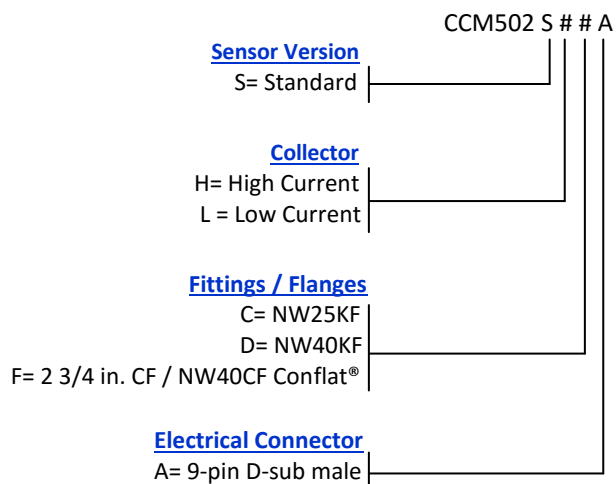 CCM502 S # # A
Sensor Version
S= Standard
Collector
H= High Current
L = Low Current
Fittings / Flanges
C= NW25KF
D= NW40KF
F= 2 3/4 in. CF / NW40CF Conflat®
Electrical Connector
A= 9-pin D-sub male